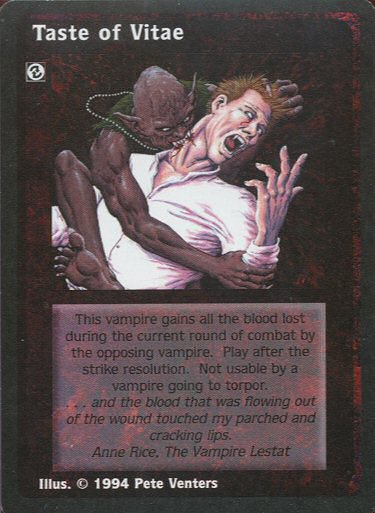 Taste of Vitae
This vampire gains all the blood lost
during the current round of combat by
the opposing vampire. Play after the
strike resolution. Not usable by a
vampire going to torpor.
. . . and the blood that was flowing out
of the wound touched my parched and
cracking lips.
Anne Rice, The Vampire Lestat
Illus. © 1994 Pete Venters